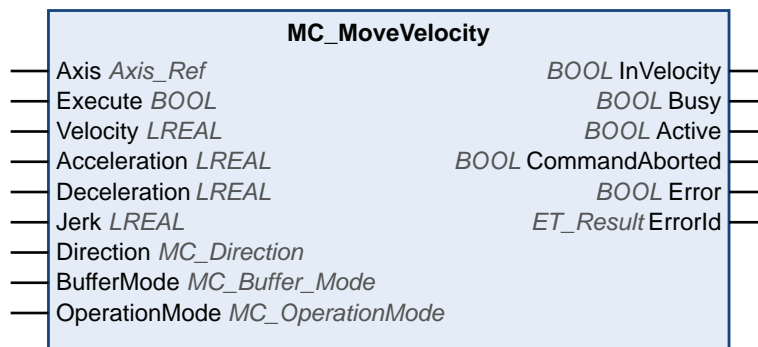 MC_MoveVelocity
Axis Axis_Ref BOOL InVelocity
Execute BOOL BOOL Busy
Velocity LREAL BOOL Active
Acceleration LREAL BOOL CommandAborted
Deceleration LREAL BOOL Error
Jerk LREAL ET_Result ErrorId
Direction MC_Direction
BufferMode MC_Buffer_Mode
OperationMode MC_OperationMode